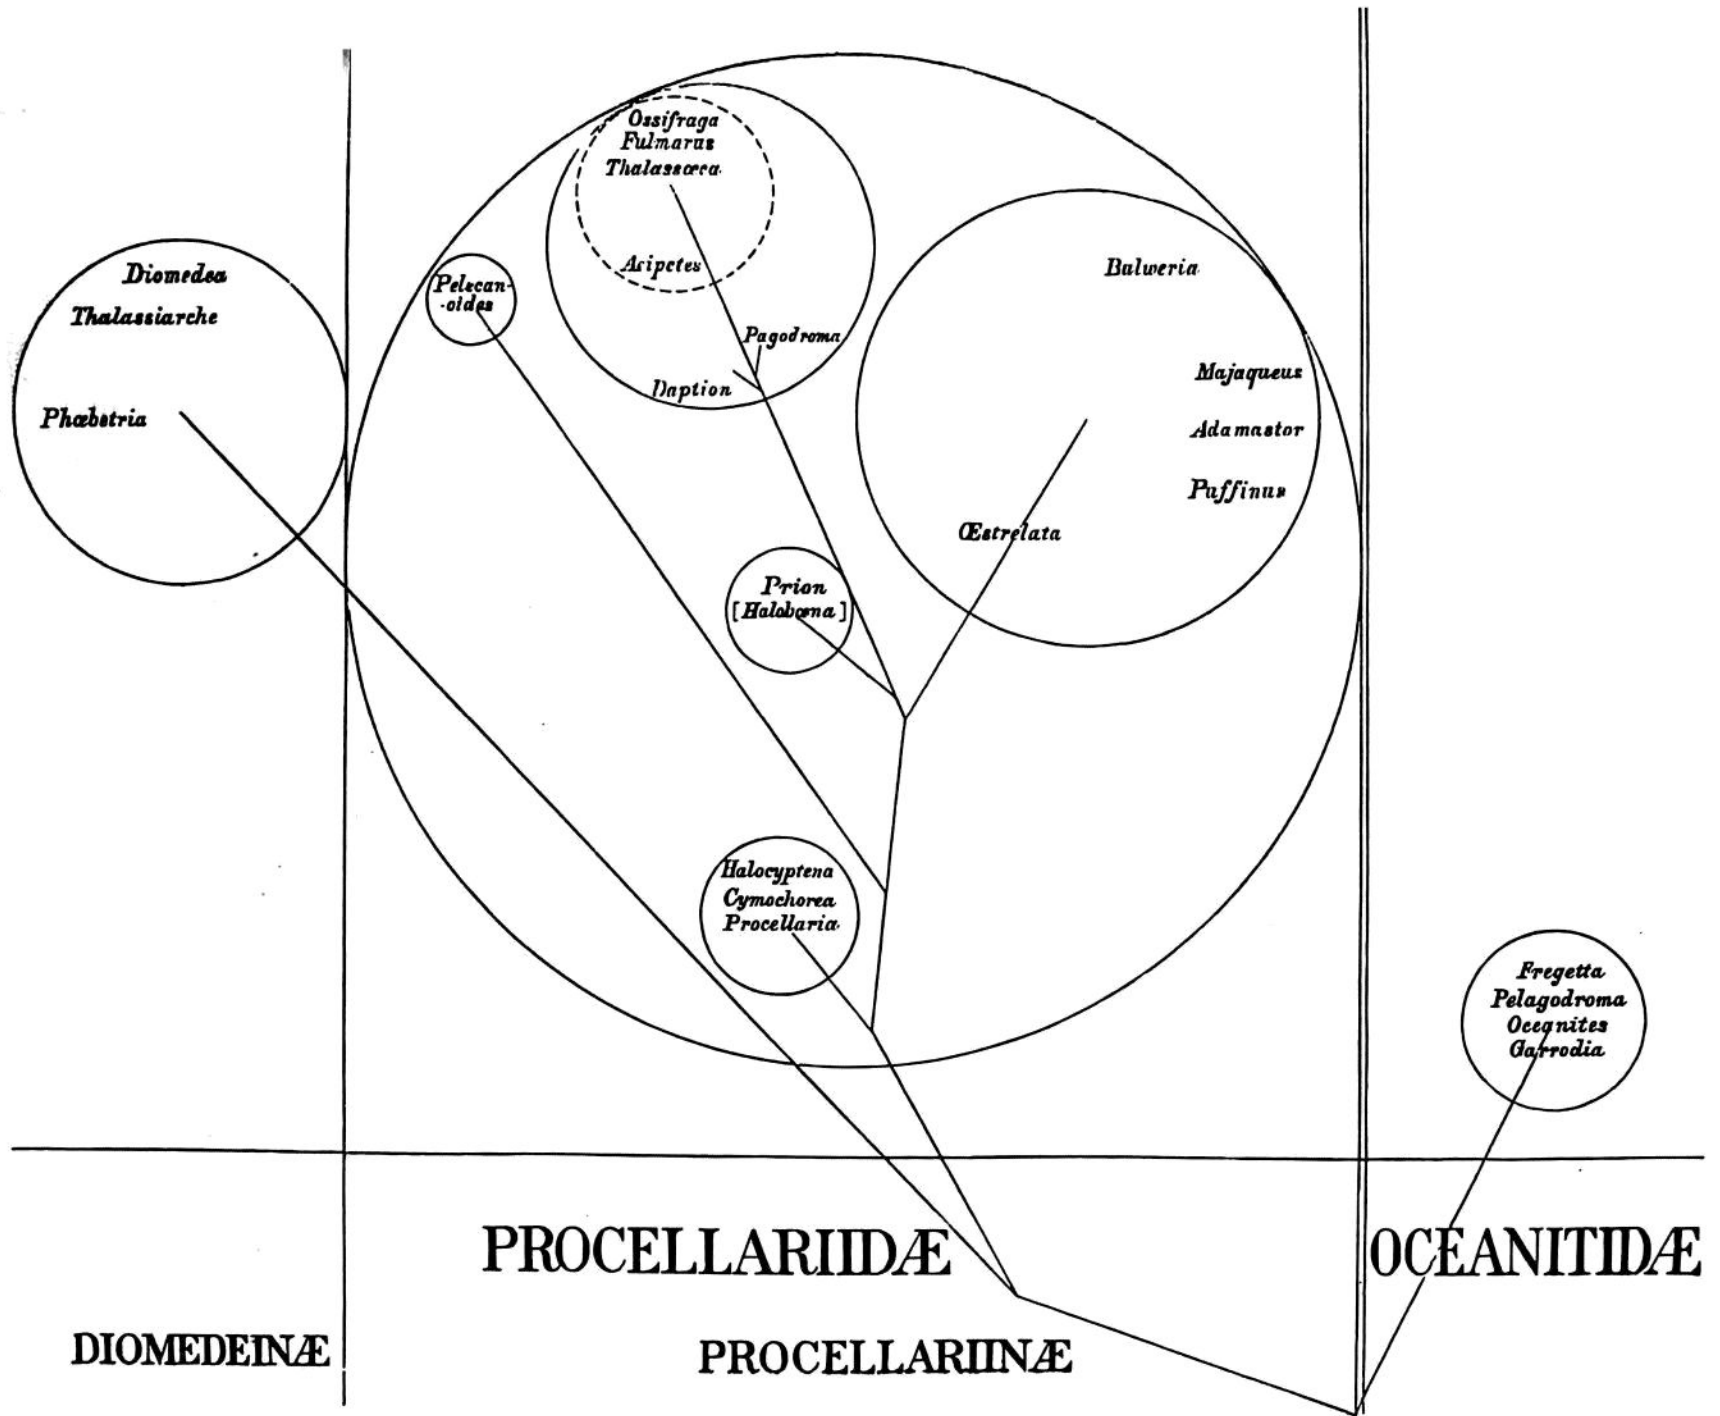 Ossifraga
Fulmarus
Thalassœca.
Acipetes
Pagodroma
Daption
Pelecan-
-oides
Diomedea
Thalassiarche
Phœbetria
Bulweria
Majaqueus
Adamastor
Puffinus
Œstrelata
Prion
[Halobœna]
Halocyptena
Cymochorea
Procellaria
Fregetta
Pelagodroma
Oceanites
Garrodia
PROCELLARIIDÆ
OCEANITIDÆ
DIOMEDEINÆ
PROCELLARIINÆ